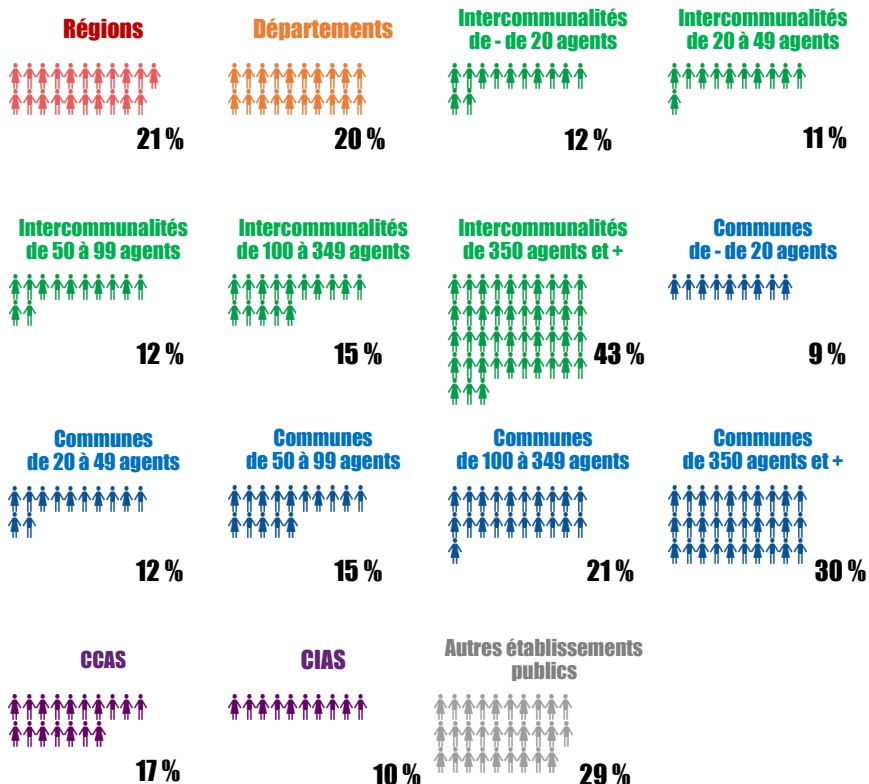 Régions
21 %
Départements
20 %
Intercommunalités
de - de 20 agents
12 %
Intercommunalités
de 20 à 49 agents
11 %
Intercommunalités
de 50 à 99 agents
12 %
Intercommunalités
de 100 à 349 agents
15 %
Intercommunalités
de 350 agents et +
43 %
Communes
de - de 20 agents
9 %
Communes
de 20 à 49 agents
12 %
Communes
de 50 à 99 agents
15 %
Communes
de 100 à 349 agents
21 %
Communes
de 350 agents et +
30 %
CCAS
17 %
CIAS
10 %
Autres établissements
publics
29 %